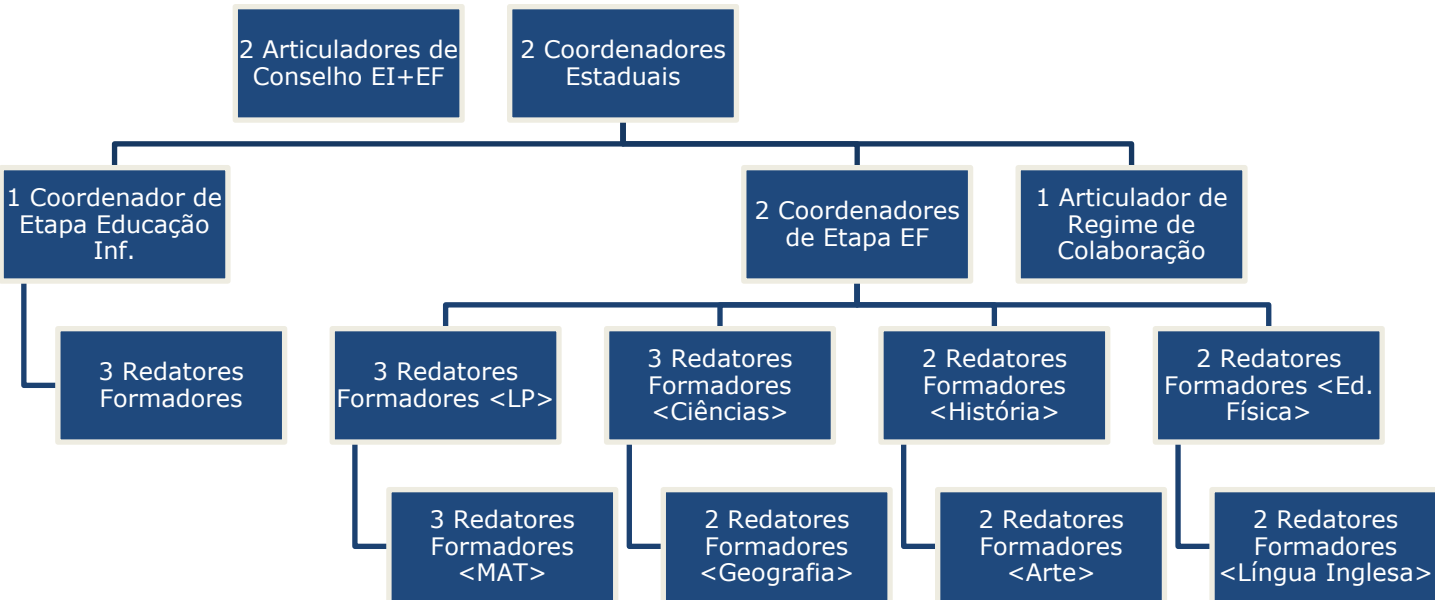 2 Articuladores de
Conselho EI+EF
2 Coordenadores
Estaduais
1 Coordenador de
Etapa Educação
Inf.
2 Coordenadores
de Etapa EF
1 Articulador de
Regime de
Colaboração
3 Redatores
Formadores
3 Redatores
Formadores <LP>
3 Redatores
Formadores
<Ciências>
2 Redatores
Formadores
<História>
2 Redatores
Formadores <Ed.
Física>
3 Redatores
Formadores
<MAT>
2 Redatores
Formadores
<Geografia>
2 Redatores
Formadores
<Arte>
2 Redatores
Formadores
<Língua Inglesa>